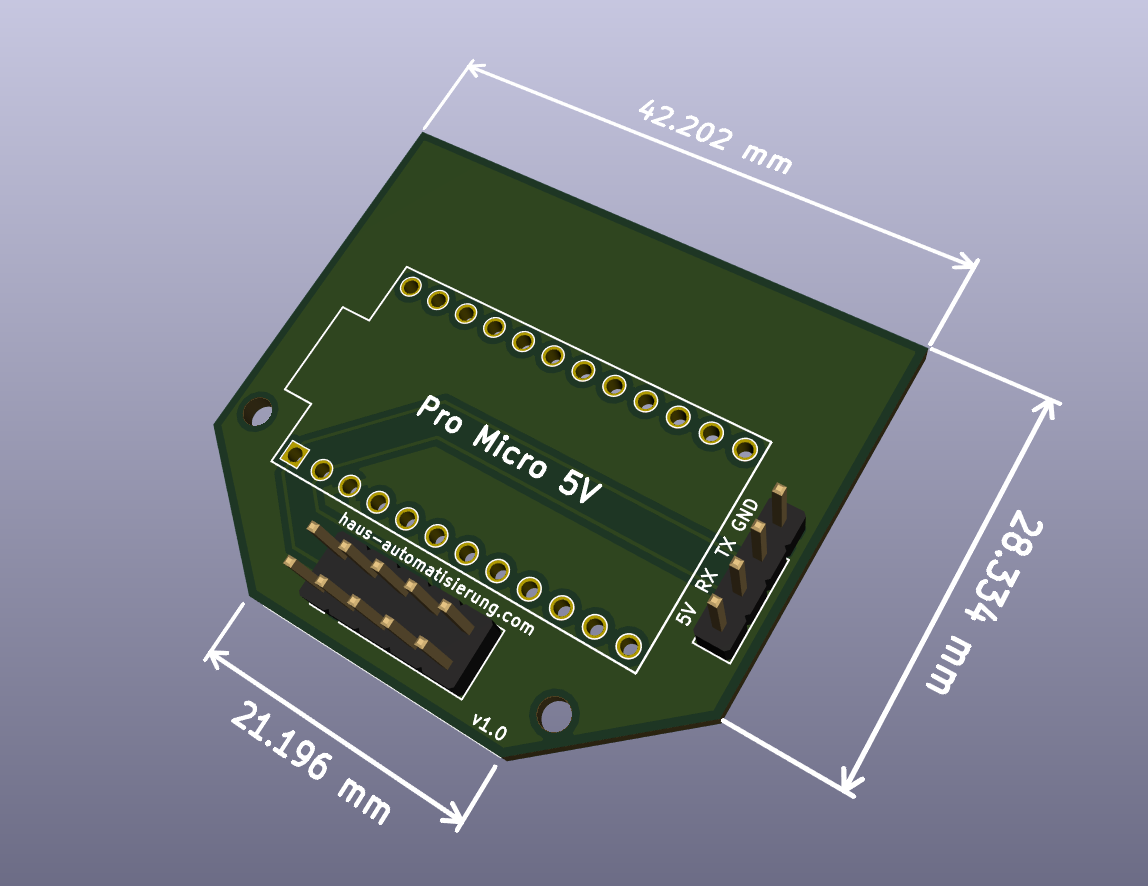 42.202 mm
Pro Micro 5V
5V RX TX GND
haus-automatisierung.com
28.334 mm
v1.0
21.196 mm